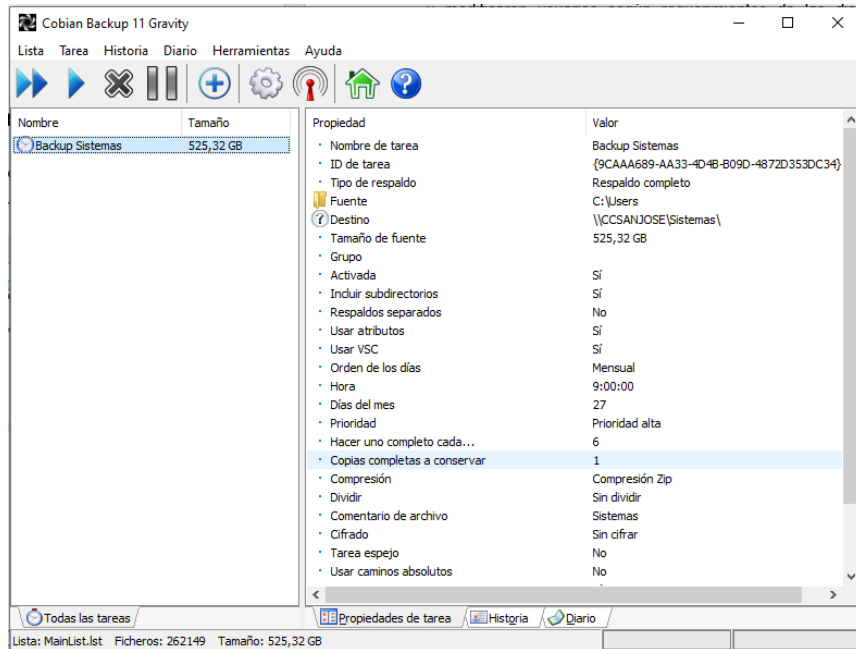 Cobian Backup 11 Gravity
Lista Tarea Historia Diario Herramientas Ayuda
Nombre Tamaño
Backup Sistemas 525,32 GB
Propiedad Valor
Nombre de tarea Backup Sistemas
ID de tarea {9CAAA689-AA33-4D4B-B09D-4872D353DC34}
Tipo de respaldo Respaldo completo
Fuente C:\Users
Destino \\CCSANJOSE\Sistemas\
Tamaño de fuente 525,32 GB
Grupo
Activada Sí
Incluir subdirectorios Sí
Respaldos separados No
Usar atributos Sí
Usar VSC Sí
Orden de los días Mensual
Hora 9:00:00
Días del mes 27
Prioridad Prioridad alta
Hacer uno completo cada... 6
Copias completas a conservar 1
Compresión Compresión Zip
Dividir Sin dividir
Comentario de archivo Sistemas
Cifrado Sin cifrar
Tarea espejo No
Usar caminos absolutos No
Todas las tareas
Propiedades de tarea Historia Diario
Lista: MainList.lst Ficheros: 262149 Tamaño: 525,32 GB